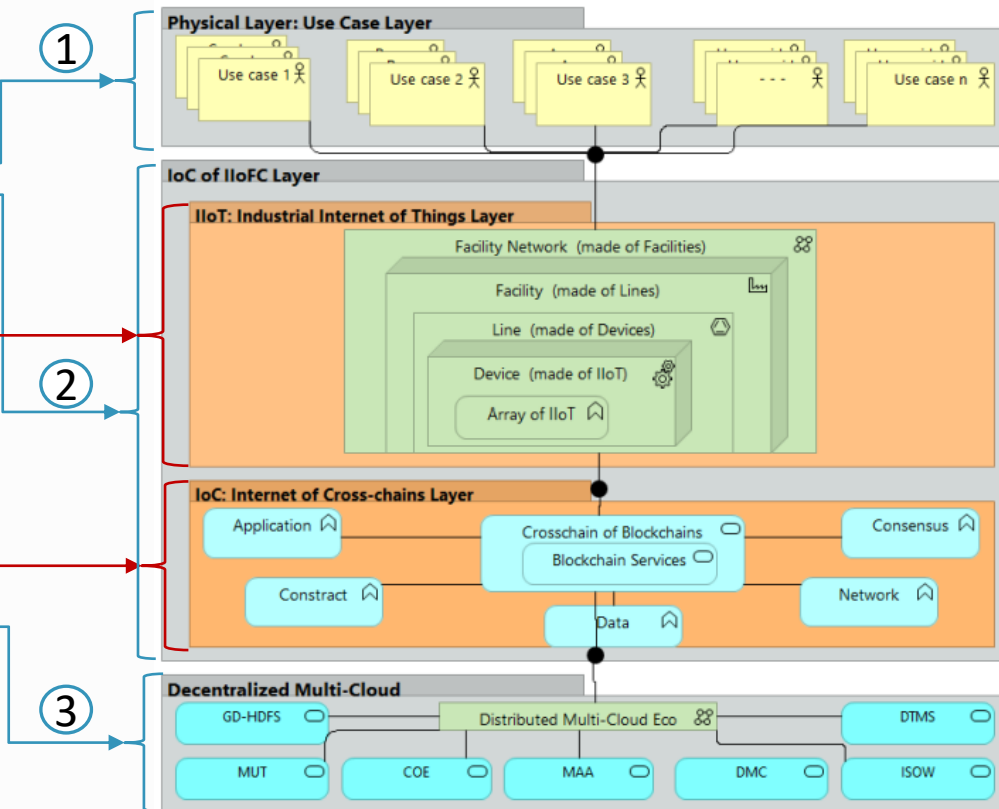 1
Physical Layer: Use Case Layer
Use case 1
Use case 2
Use case 3
- - -
Use case n
2
IoC of IIoFC Layer
IIoT: Industrial Internet of Things Layer
Facility Network (made of Facilities)
Facility (made of Lines)
Line (made of Devices)
Device (made of IIoT)
Array of IIoT
IoC: Internet of Cross-chains Layer
Application
Crosschain of Blockchains
Consensus
Blockchain Services
Constract
Network
Data
3
Decentralized Multi-Cloud
GD-HDFS
Distributed Multi-Cloud Eco
DTMS
MUT
COE
MAA
DMC
ISOW